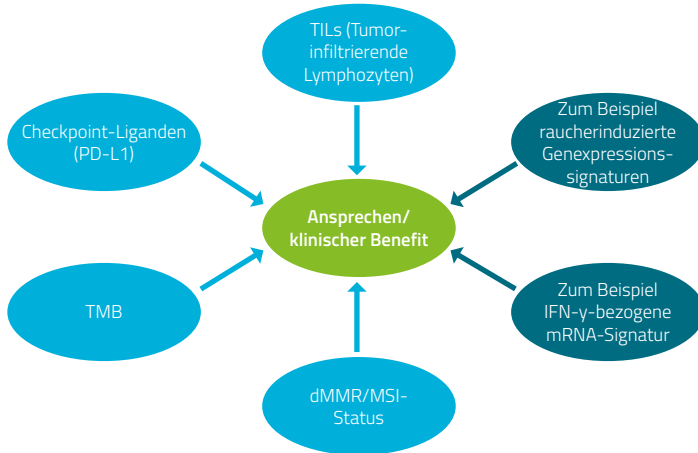 TILs (Tumor-
infiltrierende
Lymphozyten)
Checkpoint-Liganden
(PD-L1)
Zum Beispiel
raucherinduzierte
Genexpressions-
signaturen
Ansprechen/
klinischer Benefit
TMB
Zum Beispiel
IFN-y-bezogene
mRNA-Signatur
dMMR/MSI-
Status